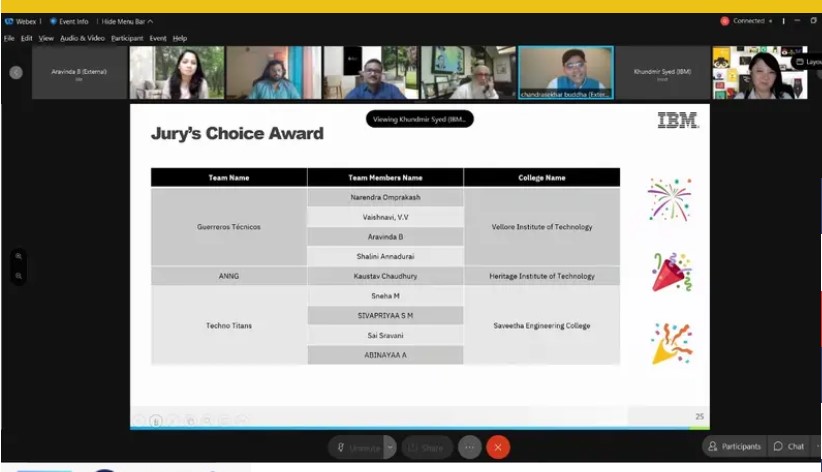 Webex | Event Info | Hide Menu Bar
Connected
File Edit View Audio & Video Participant Event Help
Aravinda B (External)
chandrasekhar buddha (Exter...
Khundmir Syed (IBM)
Layou
Viewing Khundmir Syed (IBM...
IBM
Jury's Choice Award
Team Name Team Members Name College Name
Narendra Omprakash
Vaishnavi, V.V
Guerreros Técnicos Vellore Institute of Technology
Aravinda B
Shalini Annadurai
ANNG Kaustav Chaudhury Heritage Institute of Technology
Sneha M
SIVAPRIYAA S M
Techno Titans Saveetha Engineering College
Sai Sravani
ABINAYAA A
25
Unmute Share
Participants Chat